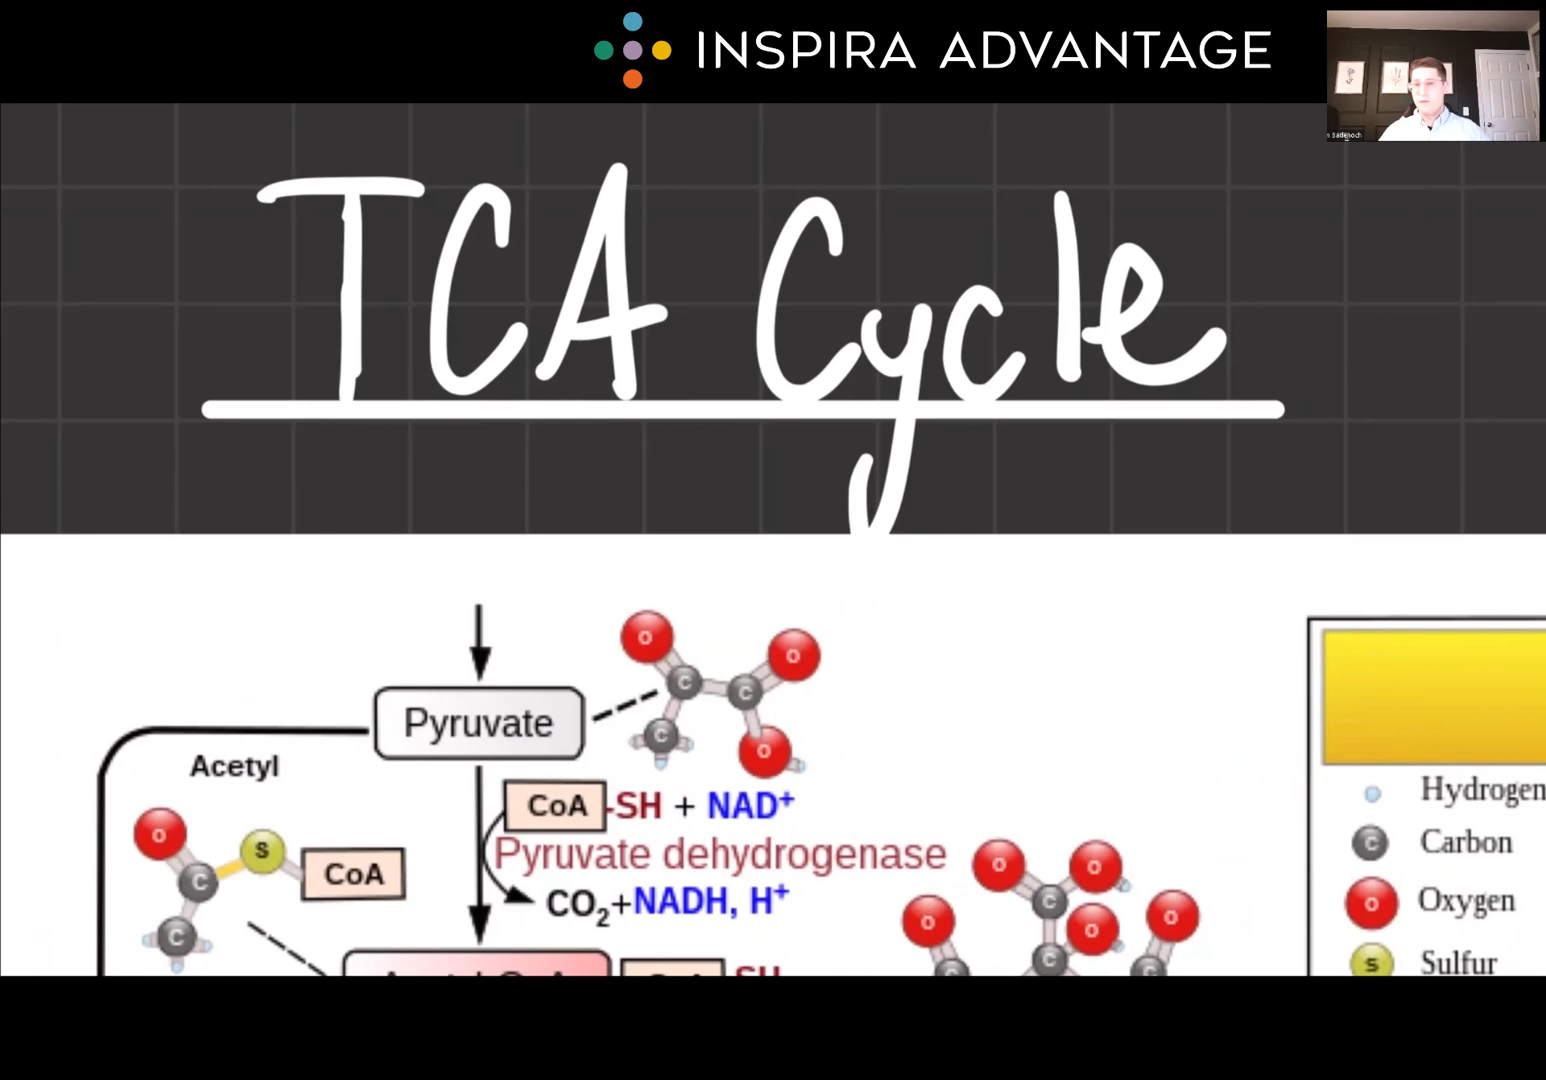 INSPIRA ADVANTAGE
TCA Cycle
Pyruvate
O
O
C
C
C
O
Acetyl
CoA -SH + NAD⁺
Pyruvate dehydrogenase
CO₂+NADH, H⁺
O
S
C
CoA
C
O
O
C
O
O
O
C
Hydrogen
C Carbon
O Oxygen
S Sulfur